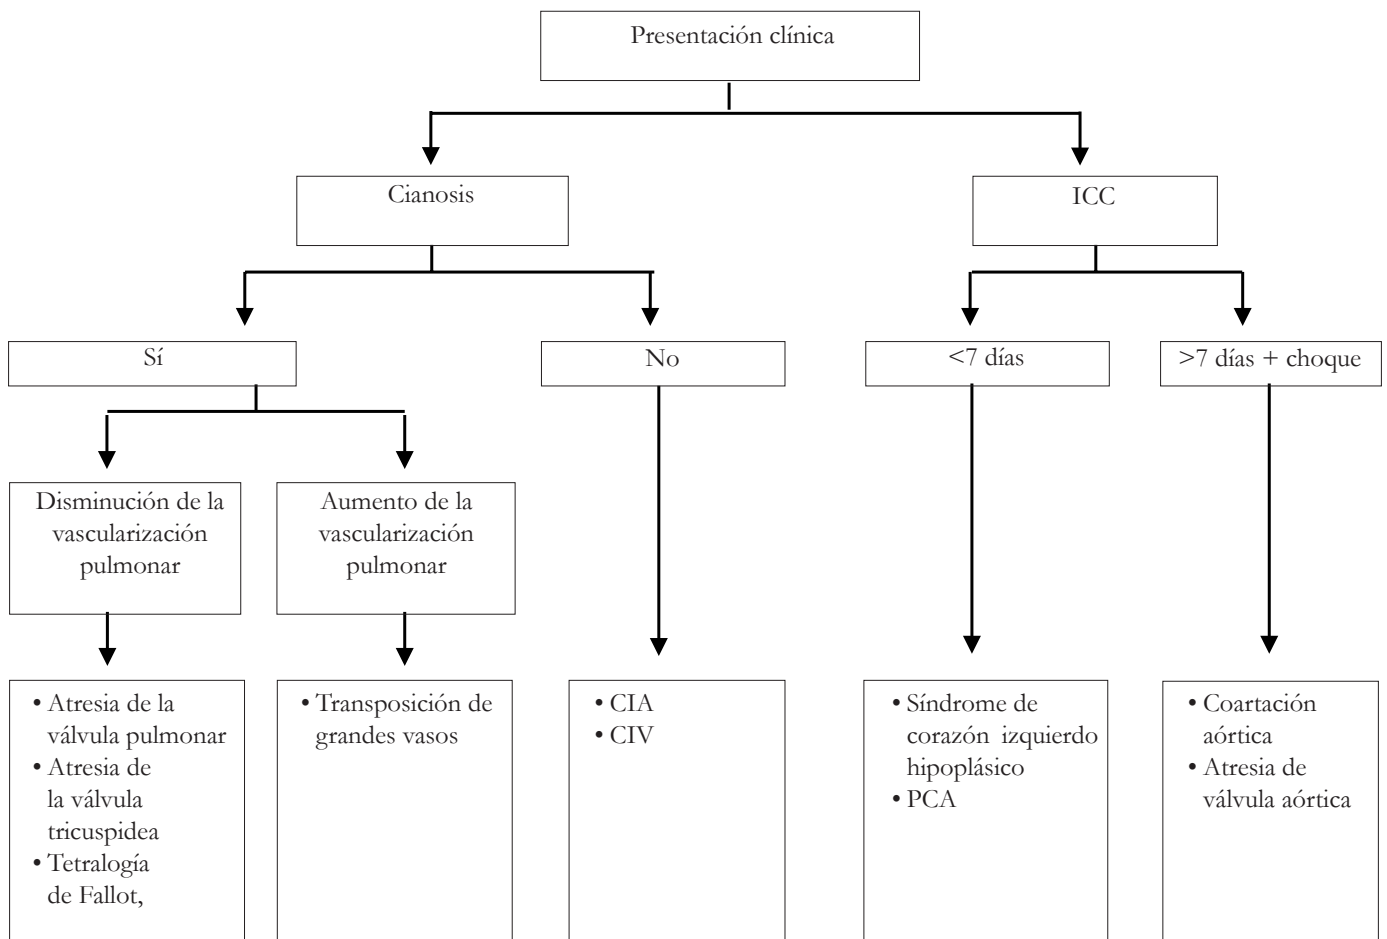 Presentación clínica
Cianosis
ICC
Sí
No
<7 días
>7 días + choque
Disminución de la
vascularización
pulmonar
Aumento de la
vascularización
pulmonar
• Atresia de la
válvula pulmonar
• Atresia de
la válvula
tricuspidea
• Tetralogía
de Fallot,
• Transposición de
grandes vasos
• CIA
• CIV
• Síndrome de
corazón izquierdo
hipoplásico
• PCA
• Coartación
aórtica
• Atresia de
válvula aórtica